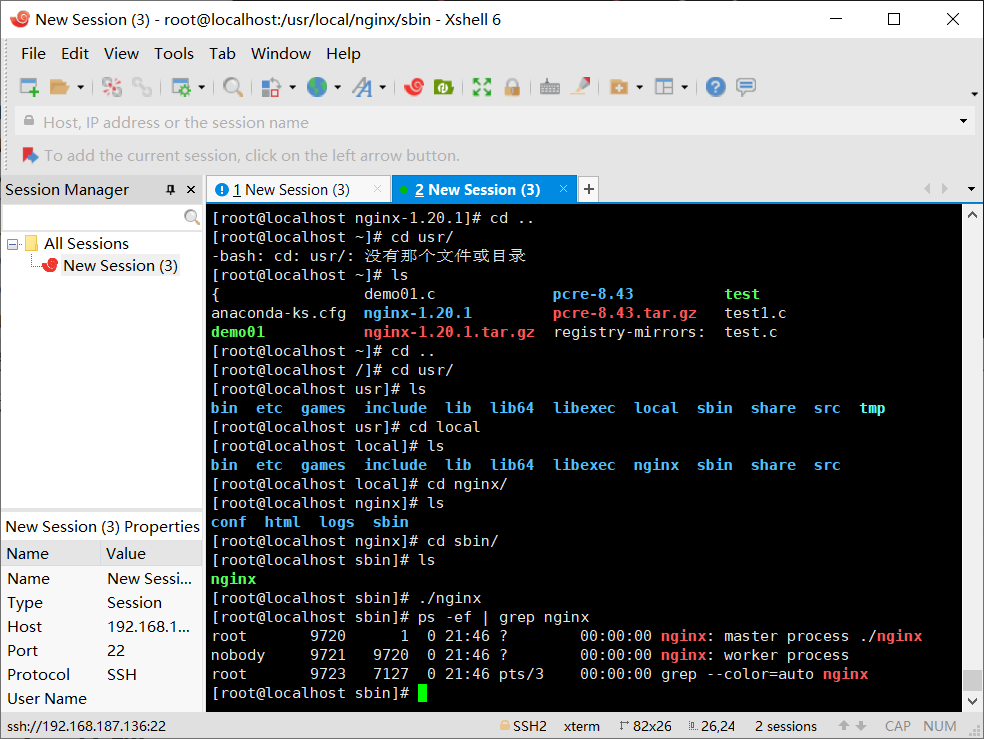 New Session (3) - root@localhost:/usr/local/nginx/sbin - Xshell 6
File Edit View Tools Tab Window Help
Host, IP address or the session name
To add the current session, click on the left arrow button.
Session Manager
1 New Session (3)
2 New Session (3)
All Sessions
New Session (3)
New Session (3) Properties
Name Value
Name New Sessi...
Type Session
Host 192.168.1...
Port 22
Protocol SSH
User Name
[root@localhost nginx-1.20.1]# cd ..
[root@localhost ~]# cd usr/
-bash: cd: usr/: 没有那个文件或目录
[root@localhost ~]# ls
{ demo01.c pcre-8.43 test
anaconda-ks.cfg nginx-1.20.1 pcre-8.43.tar.gz test1.c
demo01 nginx-1.20.1.tar.gz registry-mirrors: test.c
[root@localhost ~]# cd ..
[root@localhost /]# cd usr/
[root@localhost usr]# ls
bin etc games include lib lib64 libexec local sbin share src tmp
[root@localhost usr]# cd local
[root@localhost local]# ls
bin etc games include lib lib64 libexec nginx sbin share src
[root@localhost local]# cd nginx/
[root@localhost nginx]# ls
conf html logs sbin
[root@localhost nginx]# cd sbin/
[root@localhost sbin]# ls
nginx
[root@localhost sbin]# ./nginx
[root@localhost sbin]# ps -ef | grep nginx
root 9720 1 0 21:46 ? 00:00:00 nginx: master process ./nginx
nobody 9721 9720 0 21:46 ? 00:00:00 nginx: worker process
root 9723 7127 0 21:46 pts/3 00:00:00 grep --color=auto nginx
[root@localhost sbin]#
ssh://192.168.187.136:22 SSH2 xterm 82x26 26,24 2 sessions CAP NUM